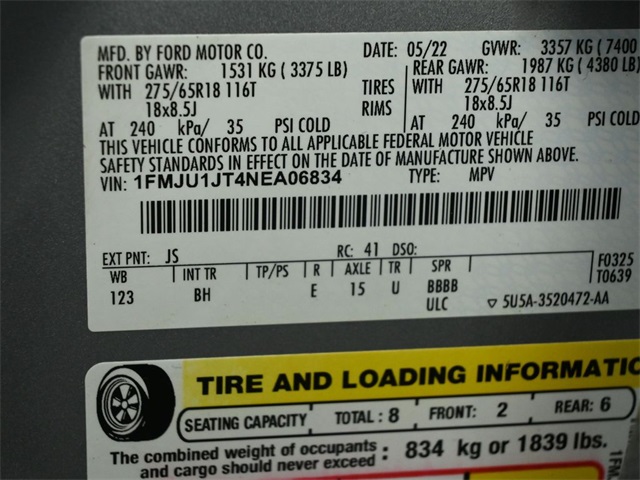 MFD. BY FORD MOTOR CO. DATE: 05/22 GVWR: 3357 KG (7400
FRONT GAWR: 1531 KG (3375 LB) REAR GAWR: 1987 KG (4380 LB)
WITH 275/65R18 116T TIRES WITH 275/65R18 116T
18x8.5J RIMS 18x8.5J
AT 240 kPa/ 35 PSI COLD AT 240 kPa/ 35 PSI COLD
THIS VEHICLE CONFORMS TO ALL APPLICABLE FEDERAL MOTOR VEHICLE
SAFETY STANDARDS IN EFFECT ON THE DATE OF MANUFACTURE SHOWN ABOVE.
VIN: 1FMJU1JT4NEA06834 TYPE: MPV
EXT PNT: JS RC: 41 DSO: F0325
WB INT TR TP/PS R AXLE TR SPR T0639
123 BH E 15 U BBBB
ULC ▽ 5U5A-3520472-AA
TIRE AND LOADING INFORMATIO
SEATING CAPACITY TOTAL: 8 FRONT: 2 REAR: 6
The combined weight of occupants
and cargo should never exceed : 834 kg or 1839 lbs.